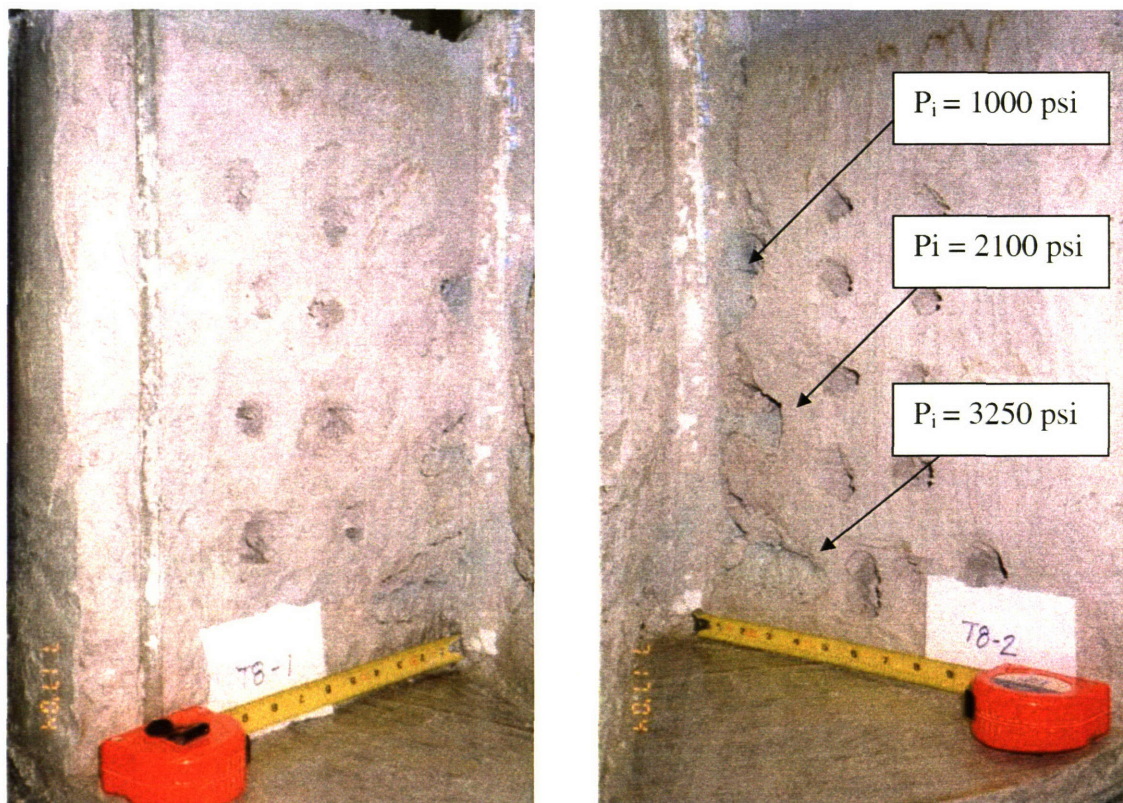 Pi = 1000 psi
Pi = 2100 psi
Pi = 3250 psi
T8-1
T8-2